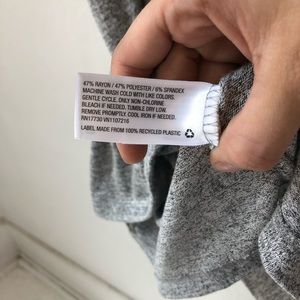 47% RAYON / 47% POLYESTER / 6% SPANDEX
MACHINE WASH COLD WITH LIKE COLORS.
GENTLE CYCLE. ONLY NON-CHLORINE
BLEACH IF NEEDED. TUMBLE DRY LOW.
REMOVE PROMPTLY. COOL IRON IF NEEDED.
RN17730 VN1107216
LABEL MADE FROM 100% RECYCLED PLASTIC